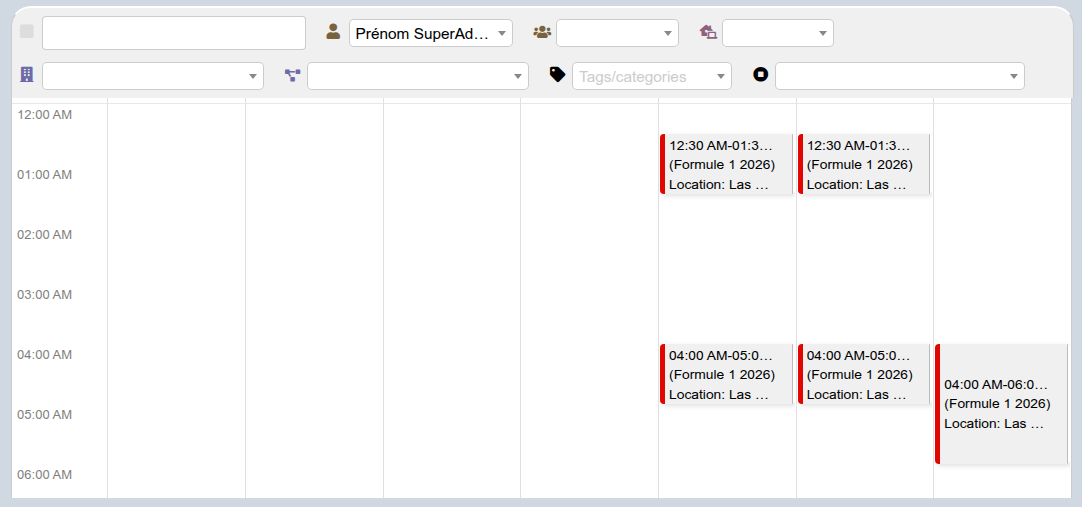 Prénom SuperAd...
Tags/categories
12:00 AM
01:00 AM
02:00 AM
03:00 AM
04:00 AM
05:00 AM
06:00 AM
12:30 AM-01:3...
(Formule 1 2026)
Location: Las ...
12:30 AM-01:3...
(Formule 1 2026)
Location: Las ...
04:00 AM-05:0...
(Formule 1 2026)
Location: Las ...
04:00 AM-05:0...
(Formule 1 2026)
Location: Las ...
04:00 AM-06:0...
(Formule 1 2026)
Location: Las ...